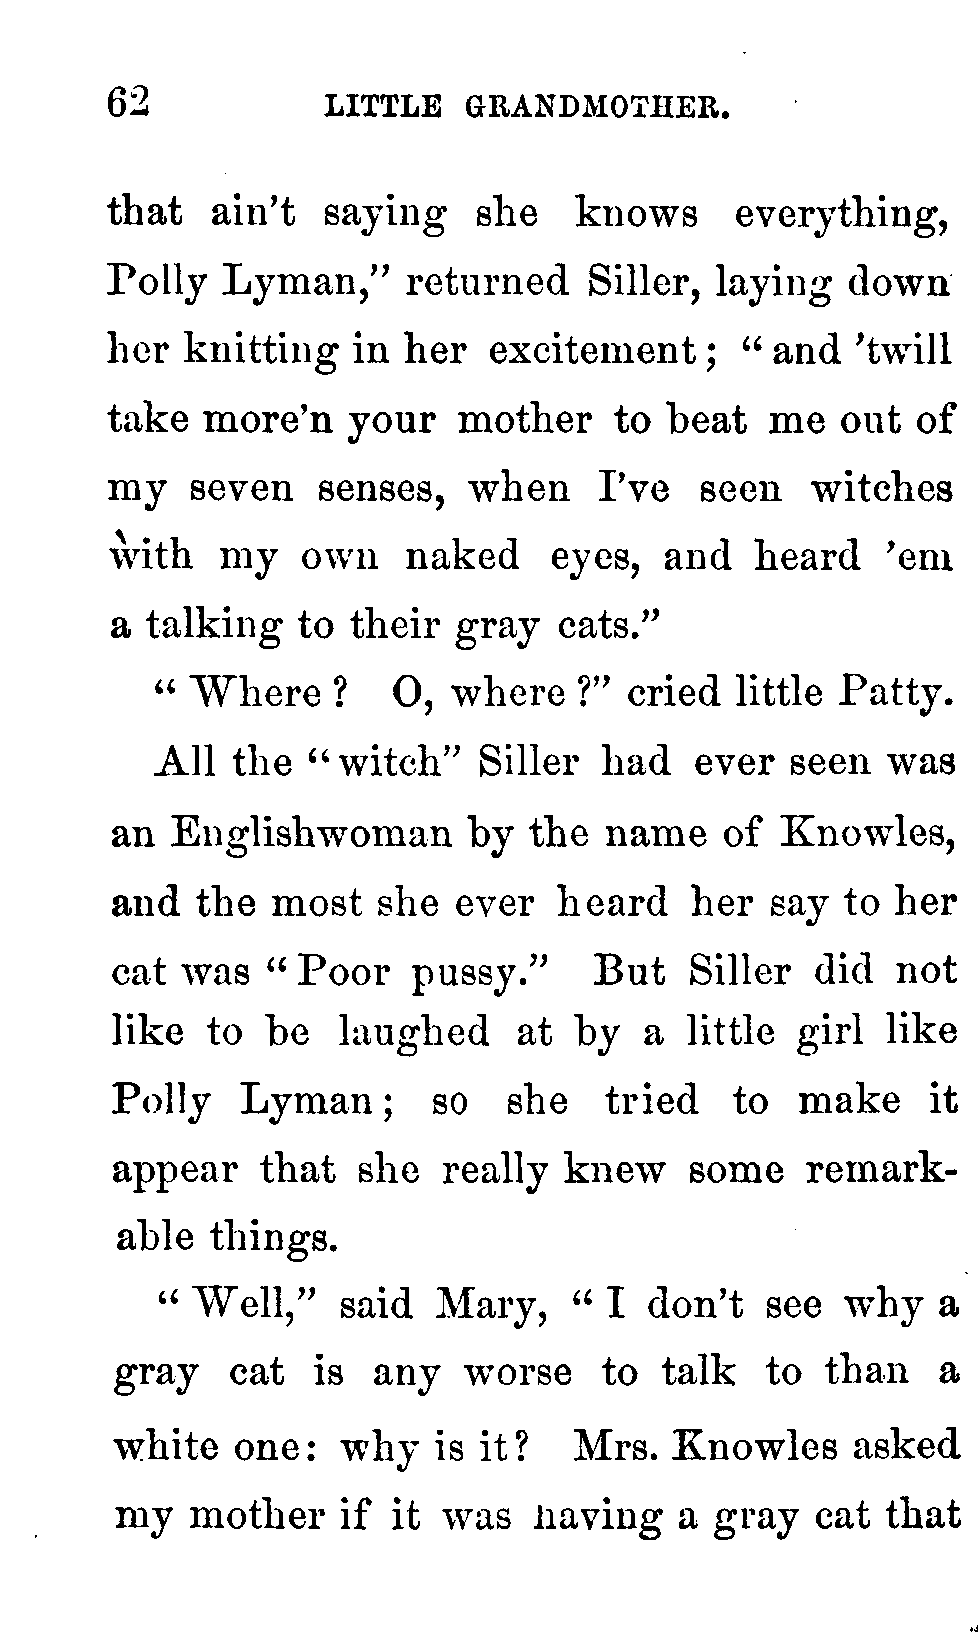 62 LITTLE GRANDMOTHER.
that ain't saying she knows everything,
Polly Lyman," returned Siller, laying down
her knitting in her excitement; "and 'twill
take more'n your mother to beat me out of
my seven senses, when I've seen witches
with my own naked eyes, and heard 'em
a talking to their gray cats."
"Where? O, where?" cried little Patty.
All the "witch" Siller had ever seen was
an Englishwoman by the name of Knowles,
and the most she ever heard her say to her
cat was "Poor pussy." But Siller did not
like to be laughed at by a little girl like
Polly Lyman; so she tried to make it
appear that she really knew some remark-
able things.
"Well," said Mary, "I don't see why a
gray cat is any worse to talk to than a
white one: why is it? Mrs. Knowles asked
my mother if it was having a gray cat that